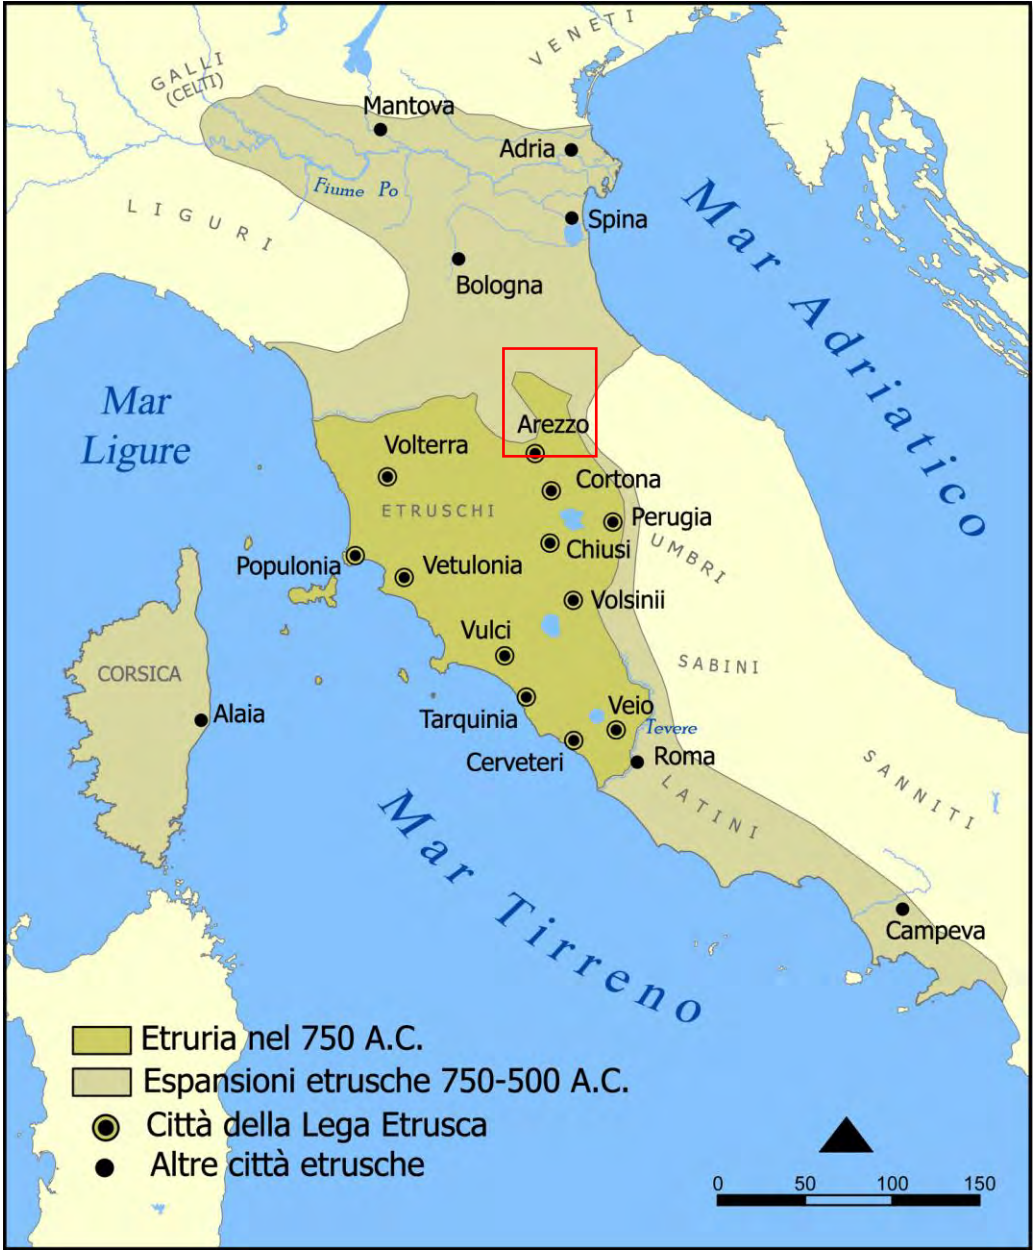 VENETI
GALLI
(CELTI)
Mantova
Adria
Fiume Po
LIGURI
Spina
Bologna
Mar Adriatico
Mar
Ligure
Arezzo
Volterra
Cortona
ETRUSCHI
Perugia
Chiusi
UMBRI
Populonia
Vetulonia
Volsinii
Vulci
SABINI
CORSICA
Alaia
Tarquinia
Veio
Tevere
Cerveteri
Roma
LATINI
SANNITI
Mar Tirreno
Campeva
Etruria nel 750 A.C.
Espansioni etrusche 750-500 A.C.
Città della Lega Etrusca
Altre città etrusche
0 50 100 150